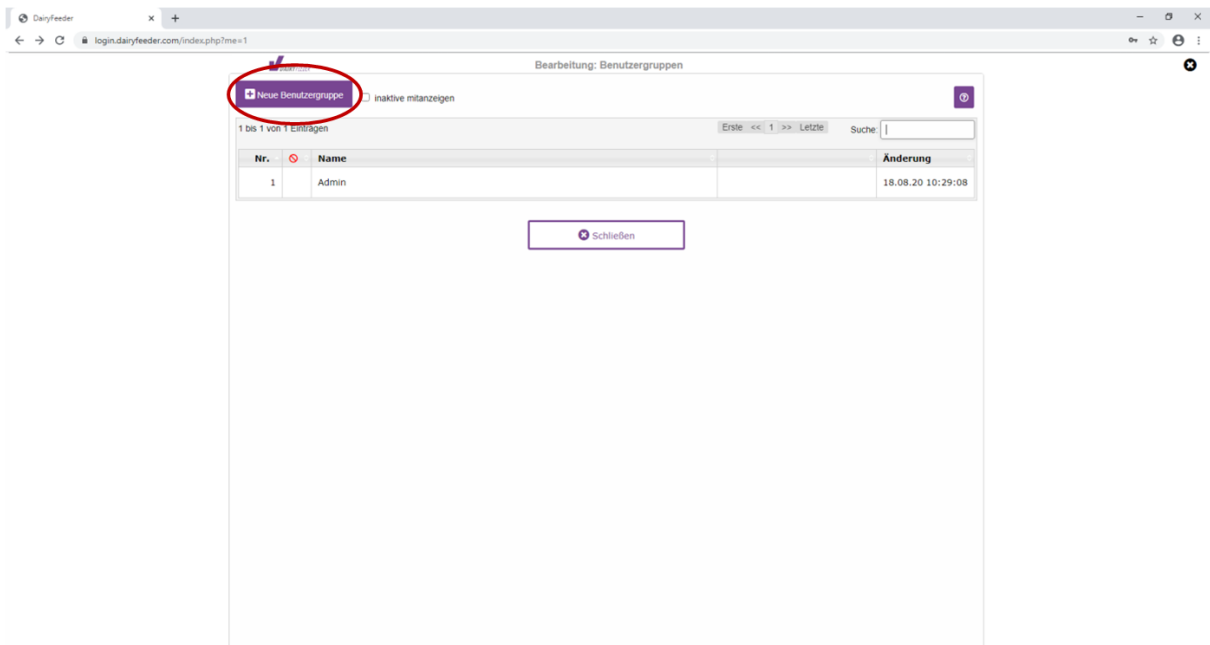 DairyFeeder
login.dairyfeeder.com/index.php?me=1
Bearbeitung: Benutzergruppen
Neue Benutzergruppe
inaktive mitanzeigen
1 bis 1 von 1 Einträgen
Erste << 1 >> Letzte
Suche:
Nr. Name Änderung
1 Admin 18.08.20 10:29:08
Schließen